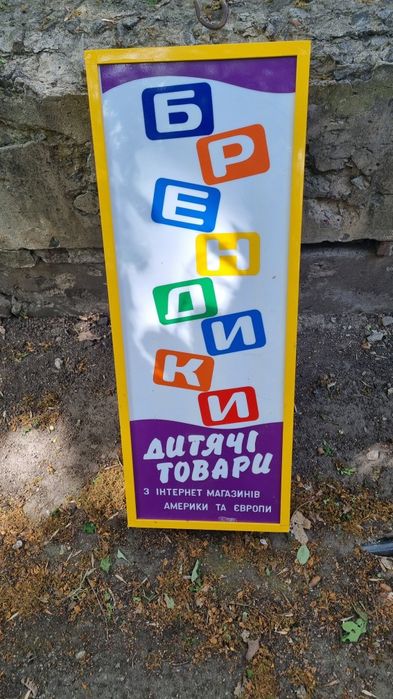 БРЕНДИКИ
ДИТЯЧІ
ТОВАРИ
З ІНТЕРНЕТ МАГАЗИНІВ
АМЕРИКИ ТА ЄВРОПИ